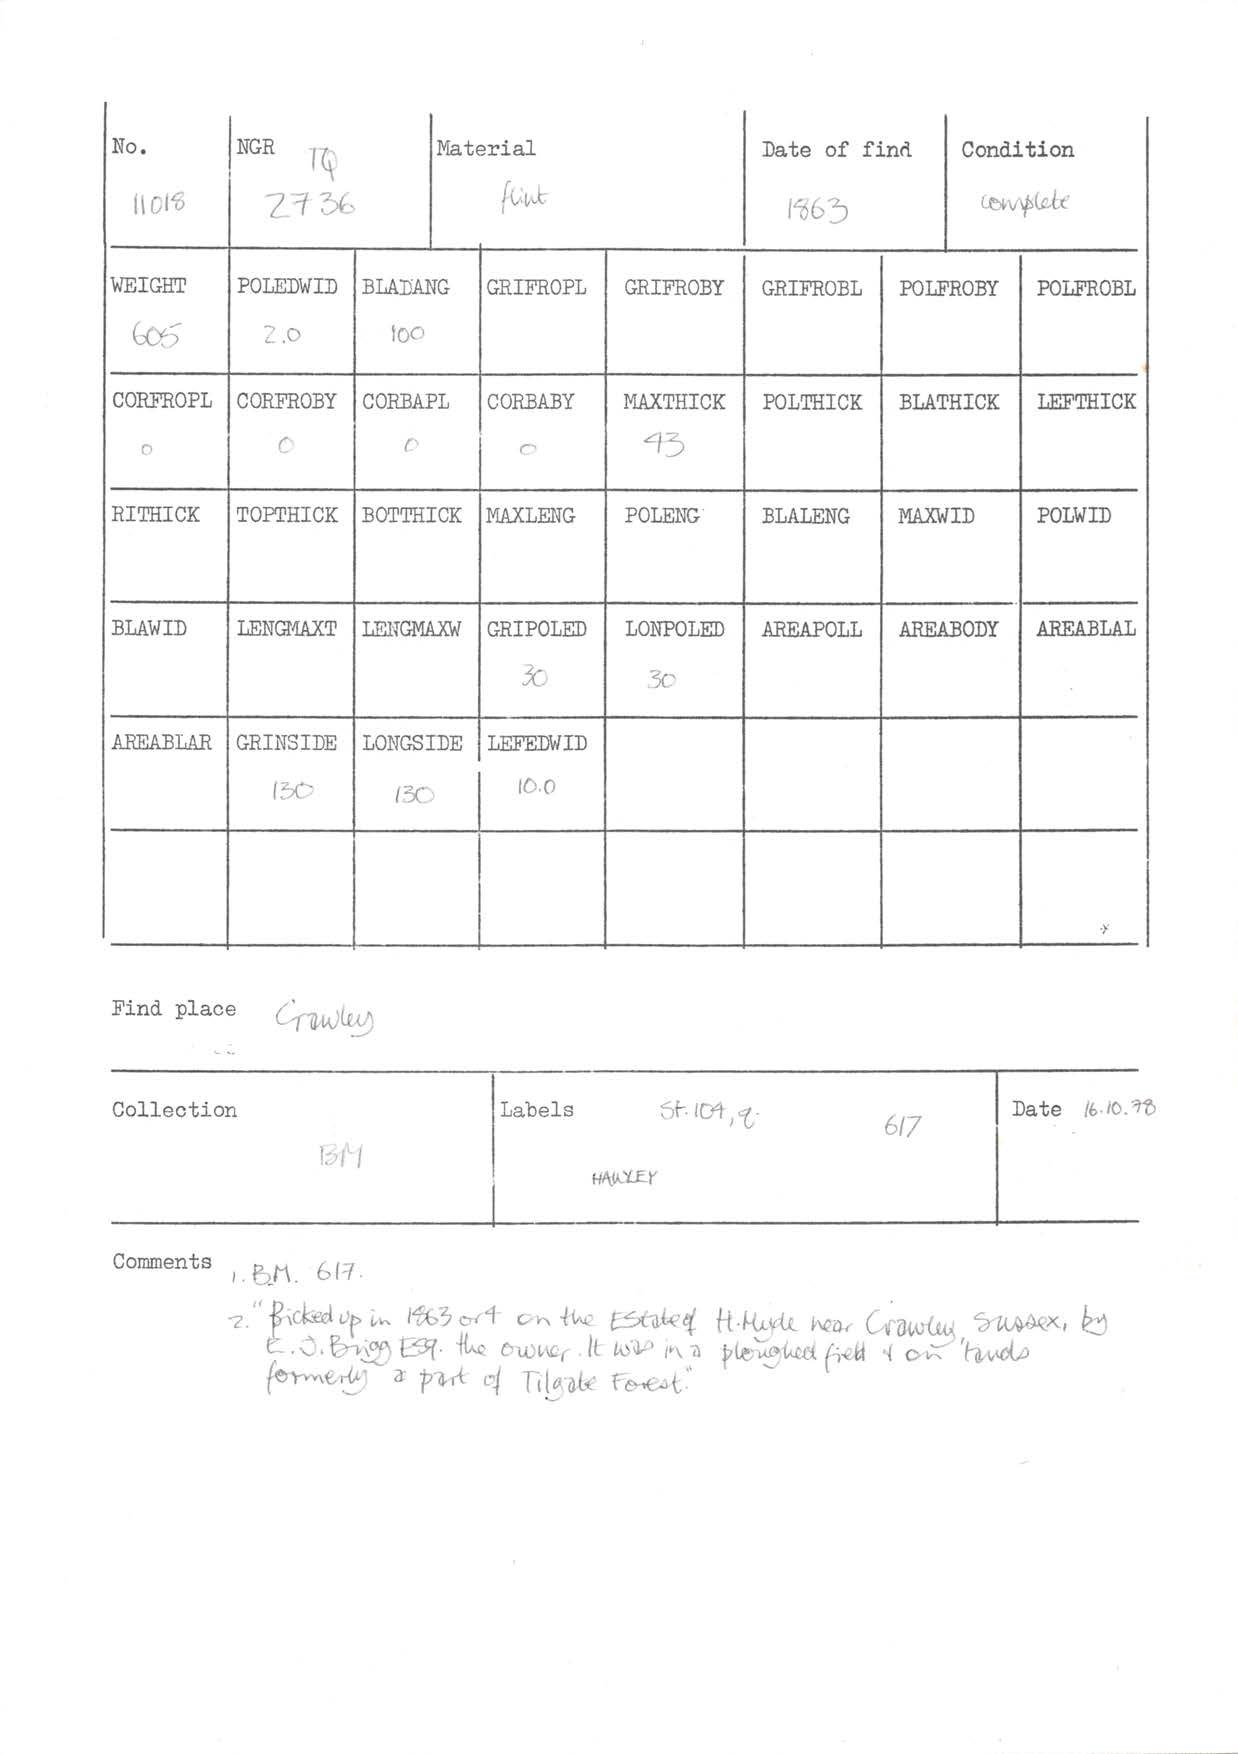 No. NGR TQ Material Date of find Condition
11018 2736 flint 1863 complete
WEIGHT POLEDWID BLADANG GRIFROPL GRIFROBY GRIFROBL POLFROBY POLFROBL
605 2.0 100
CORFROPL CORFROBY CORBAPL CORBABY MAXTHICK POLTHICK BLATHICK LEFTHICK
0 0 0 0 43
RITHICK TOPTHICK BOTTHICK MAXLENG POLENG BLALENG MAXWID POLWID
BLAWID LENGMAXT LENGMAXW GRIPOLED LONPOLED AREAPOLL AREABODY AREABLAL
30 30
AREABLAR GRINSIDE LONGSIDE LEFEDWID
130 130 10.0
Find place Crawley
Collection Labels St. 104, q. 617 Date 16.10.78
BM
HAWLEY
Comments 1. B.M. 617.
2. "Picked up in 1863 or 4 on the Estate of H. Hyde near Crawley, Sussex, by
E. J. Brigg Esq. the owner. It was in a ploughed field & on lands
formerly a part of Tilgate Forest."